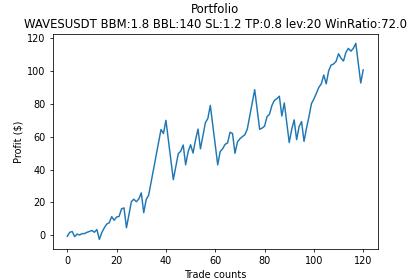 Portfolio
WAVESUSDT BBM:1.8 BBL:140 SL:1.2 TP:0.8 lev:20 WinRatio:72.0
120
100
80
60
40
20
0
Profit ($)
0 20 40 60 80 100 120
Trade counts